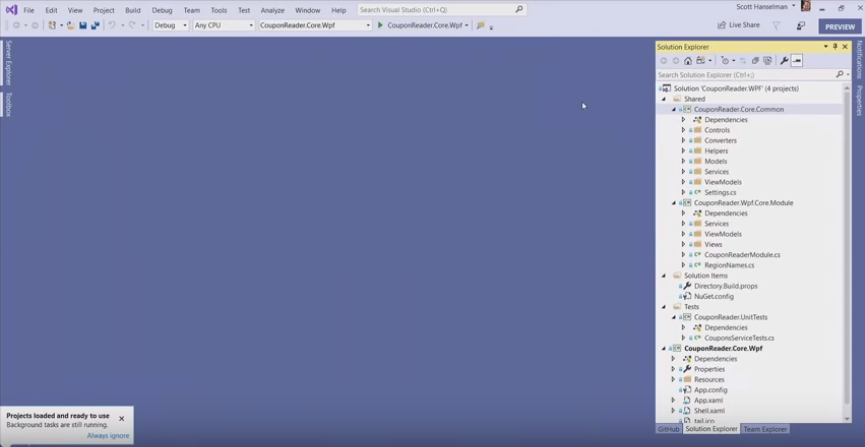 File Edit View Project Build Debug Team Tools Test Analyze Window Help Search Visual Studio (Ctrl+Q) Scott Hanselman
Debug Any CPU CouponReader.Core.Wpf CouponReader.Core.Wpf Live Share PREVIEW
Server Explorer
Toolbox
Notifications
Properties
Solution Explorer
Search Solution Explorer (Ctrl+;)
Solution 'CouponReader.WPF' (4 projects)
Shared
CouponReader.Core.Common
Dependencies
Controls
Converters
Helpers
Models
Services
ViewModels
Settings.cs
CouponReader.Wpf.Core.Module
Dependencies
Services
ViewModels
Views
CouponReaderModule.cs
RegionNames.cs
Solution Items
Directory.Build.props
NuGet.config
Tests
CouponReader.UnitTests
Dependencies
CouponsServiceTests.cs
CouponReader.Core.Wpf
Dependencies
Properties
Resources
App.config
App.xaml
Shell.xaml
GitHub Solution Explorer Team Explorer
Projects loaded and ready to use
Background tasks are still running.
Always ignore